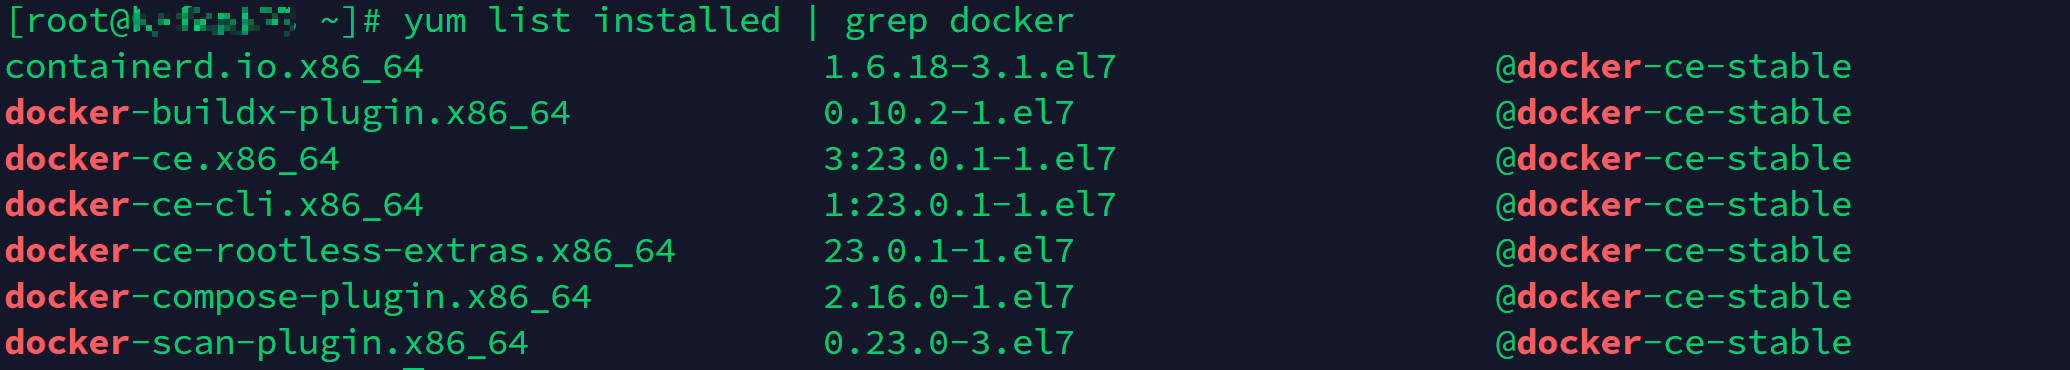 [root@ ~]# yum list installed | grep docker
containerd.io.x86_64 1.6.18-3.1.el7 @docker-ce-stable
docker-buildx-plugin.x86_64 0.10.2-1.el7 @docker-ce-stable
docker-ce.x86_64 3:23.0.1-1.el7 @docker-ce-stable
docker-ce-cli.x86_64 1:23.0.1-1.el7 @docker-ce-stable
docker-ce-rootless-extras.x86_64 23.0.1-1.el7 @docker-ce-stable
docker-compose-plugin.x86_64 2.16.0-1.el7 @docker-ce-stable
docker-scan-plugin.x86_64 0.23.0-3.el7 @docker-ce-stable